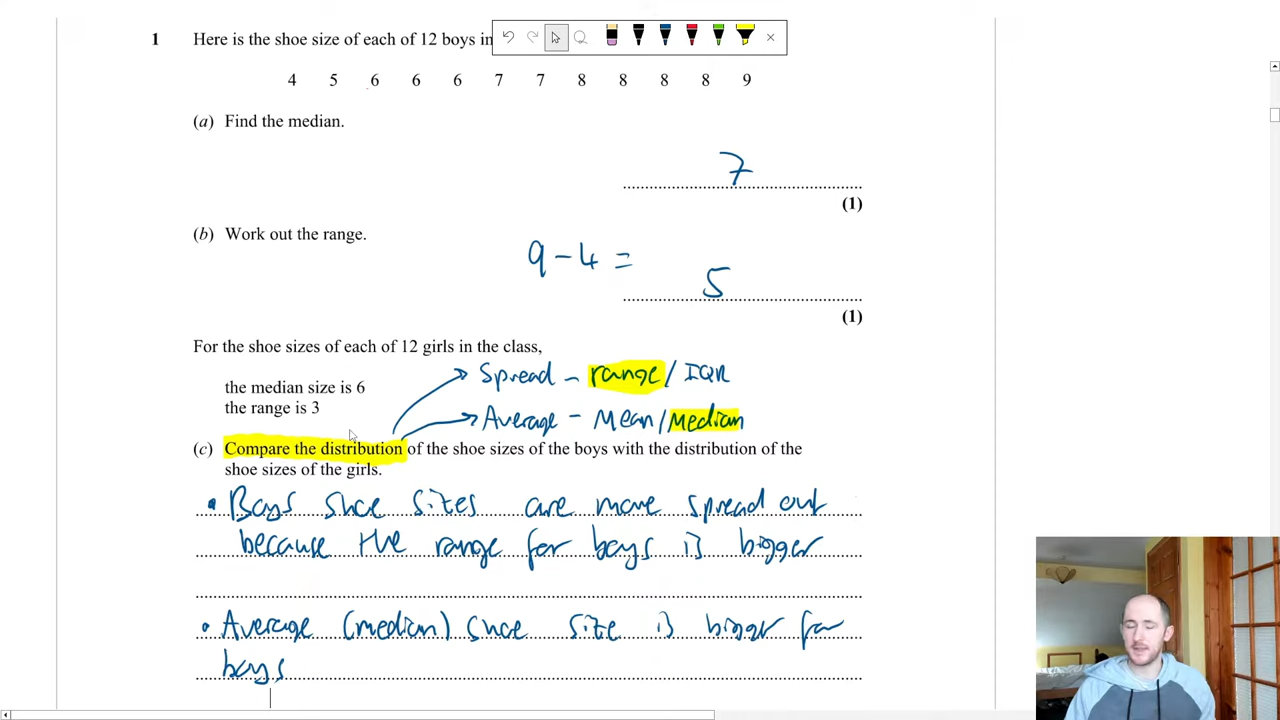 1 Here is the shoe size of each of 12 boys in
4 5 6 6 6 7 7 8 8 8 8 9
(a) Find the median.
7
(1)
(b) Work out the range.
9 - 4 =
5
(1)
For the shoe sizes of each of 12 girls in the class,
Spread - range / IQR
the median size is 6
the range is 3
Average - Mean/Median
(c) Compare the distribution of the shoe sizes of the boys with the distribution of the
shoe sizes of the girls.
• Boys shoe sizes are more spread out
because the range for boys is bigger
• Average (median) shoe size is bigger for
boys